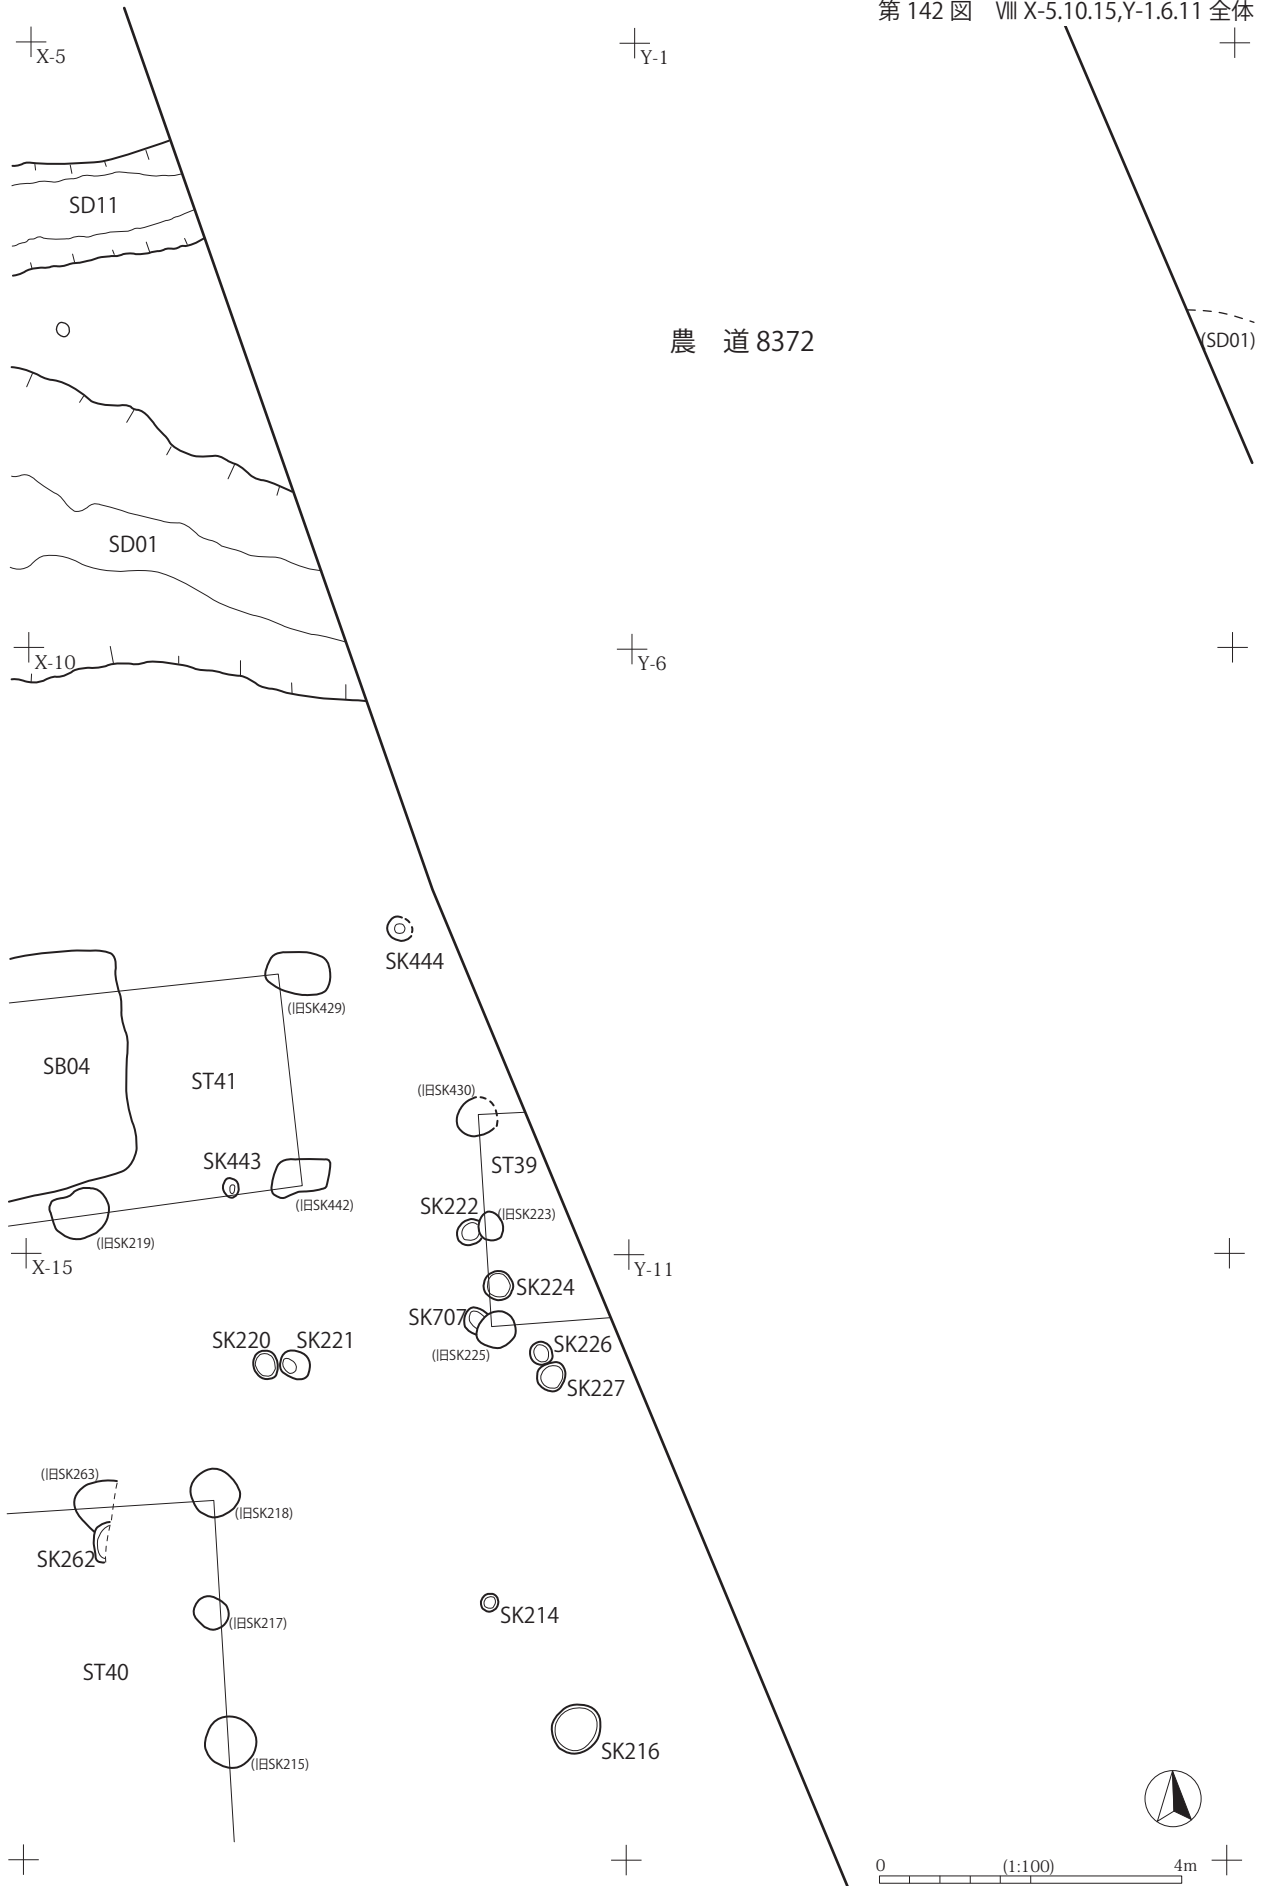 第 142 図　Ⅷ X-5.10.15,Y-1.6.11 全体
X-5
Y-1
SD11
農　道 8372
(SD01)
SD01
X-10
Y-6
SK444
(旧SK429)
SB04
ST41
(旧SK430)
SK443
ST39
(旧SK442)
SK222
(旧SK223)
(旧SK219)
X-15
Y-11
SK224
SK707
SK220
SK221
(旧SK225)
SK226
SK227
(旧SK263)
(旧SK218)
SK262
SK214
(旧SK217)
ST40
SK216
(旧SK215)
0
(1:100)
4m